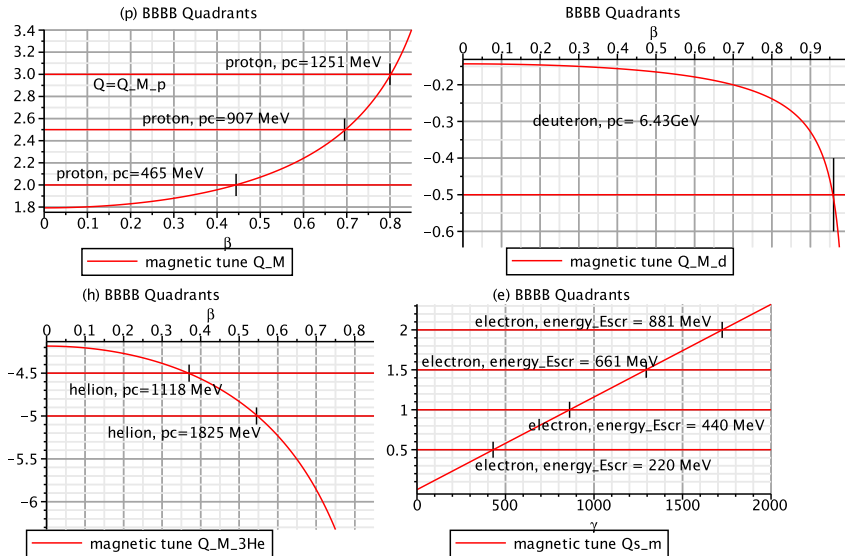 (p) BBBB Quadrants
3.4
3.2
3.0
2.8
2.6
2.4
2.2
2.0
1.8
proton, pc=1251 MeV
Q=Q_M_p
proton, pc=907 MeV
proton, pc=465 MeV
0 0.1 0.2 0.3 0.4 0.5 0.6 0.7 0.8
β
magnetic tune Q_M
BBBB Quadrants
β
0 0.1 0.2 0.3 0.4 0.5 0.6 0.7 0.8 0.9
−0.2
−0.3
−0.4
−0.5
−0.6
deuteron, pc= 6.43GeV
magnetic tune Q_M_d
(h) BBBB Quadrants
β
0 0.1 0.2 0.3 0.4 0.5 0.6 0.7 0.8
−4.5
−5
−5.5
−6
helion, pc=1118 MeV
helion, pc=1825 MeV
magnetic tune Q_M_3He
(e) BBBB Quadrants
2
1.5
1
0.5
electron, energy_Escr = 881 MeV
electron, energy_Escr = 661 MeV
electron, energy_Escr = 440 MeV
electron, energy_Escr = 220 MeV
0 500 1000 1500 2000
γ
magnetic tune Qs_m